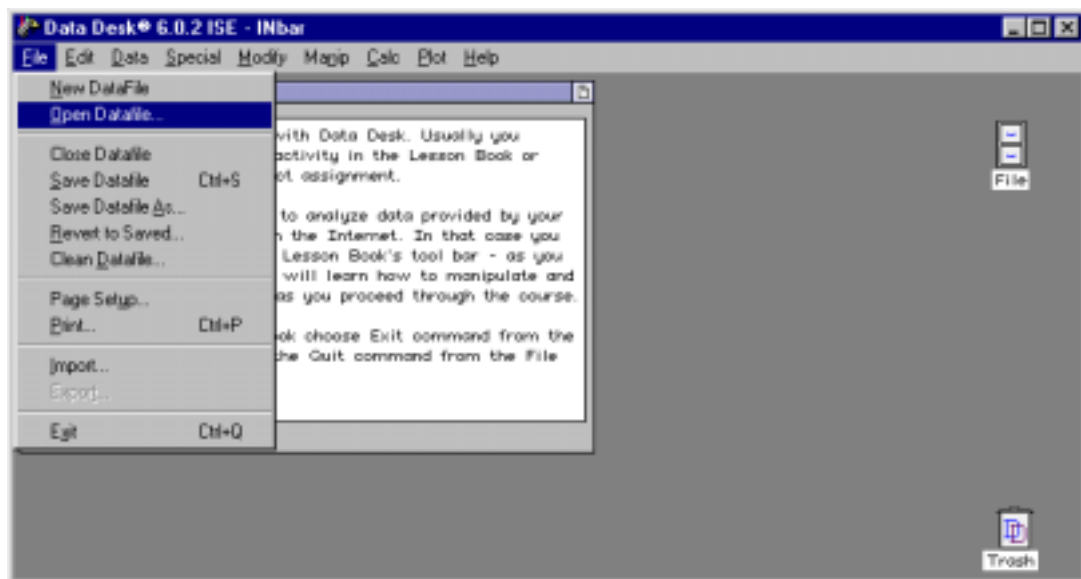 Data Desk® 6.0.2 ISE - INbar
File Edit Data Special Modify Manip Calc Plot Help
New DataFile
Open Datafile...
Close Datafile
Save Datafile Ctrl+S
Save Datafile As...
Revert to Saved...
Clean Datafile...
Page Setup...
Print... Ctrl+P
Import...
Export...
Exit Ctrl+Q
with Data Desk. Usually you
activity in the Lesson Book or
ot assignment.
to analyze data provided by your
the Internet. In that case you
Lesson Book's tool bar - as you
will learn how to manipulate and
as you proceed through the course.
ook choose Exit command from the
the Quit command from the File
File
Trash